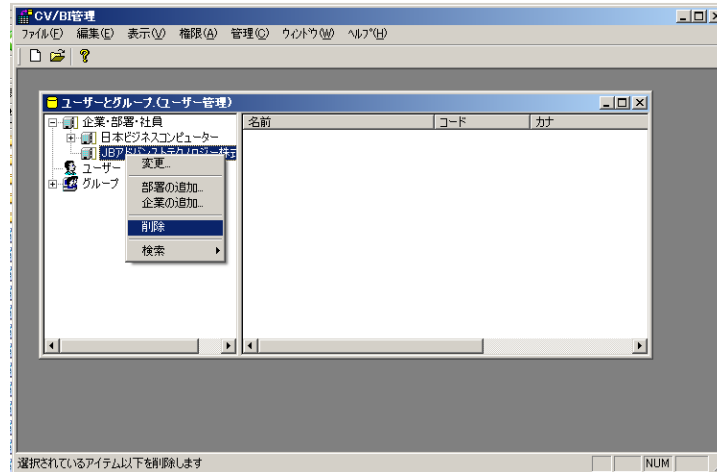 CV/BI管理
ファイル(F) 編集(E) 表示(V) 権限(A) 管理(C) ウィンドウ(W) ヘルプ(H)
ユーザーとグループ.(ユーザー管理)
企業・部署・社員
日本ビジネスコンピューター
JBアドバンストテクノロジー株式
ユーザー
グループ
名前 コード カナ
変更...
部署の追加...
企業の追加...
削除
検索
選択されているアイテム以下を削除します
NUM